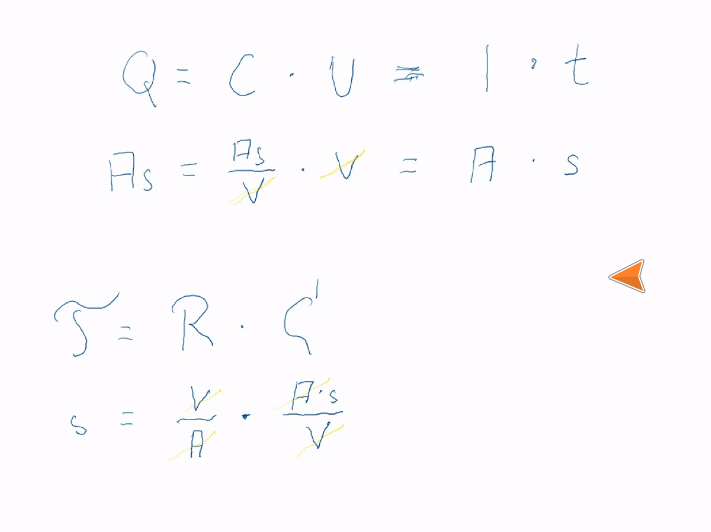 Q = C · U = I · t
As = As/V · V = A · s
τ = R · C
s = V/A · A·s/V